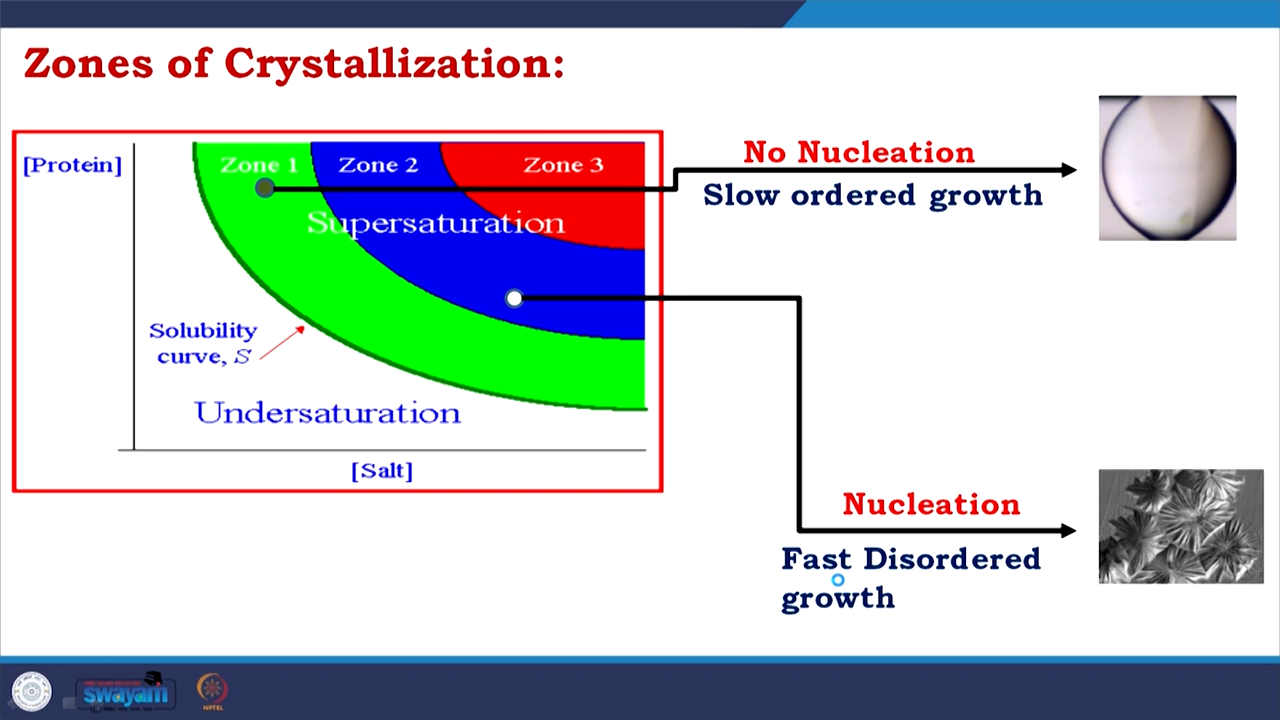 Zones of Crystallization:
[Protein]
Zone 1
Zone 2
Zone 3
Supersaturation
Solubility
curve, S
Undersaturation
[Salt]
No Nucleation
Slow ordered growth
Nucleation
Fast Disordered
growth
swayam
NPTEL